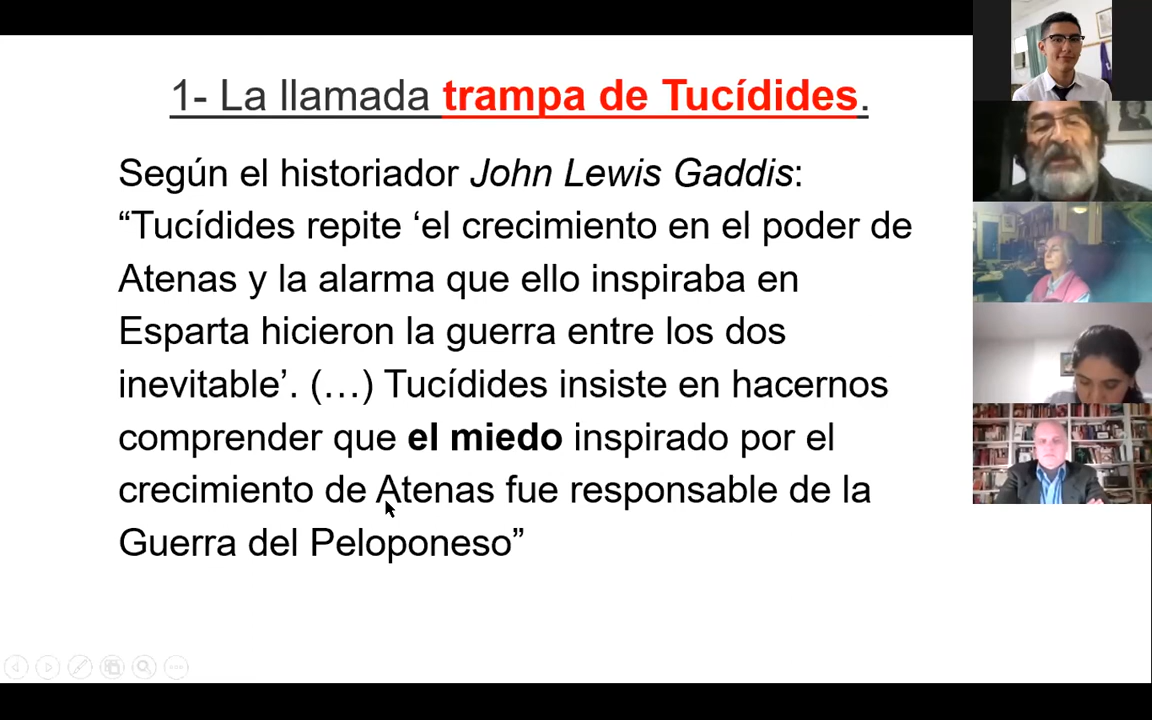 1- La llamada trampa de Tucídides.
Según el historiador John Lewis Gaddis:
“Tucídides repite ‘el crecimiento en el poder de
Atenas y la alarma que ello inspiraba en
Esparta hicieron la guerra entre los dos
inevitable’. (…) Tucídides insiste en hacernos
comprender que el miedo inspirado por el
crecimiento de Atenas fue responsable de la
Guerra del Peloponeso”